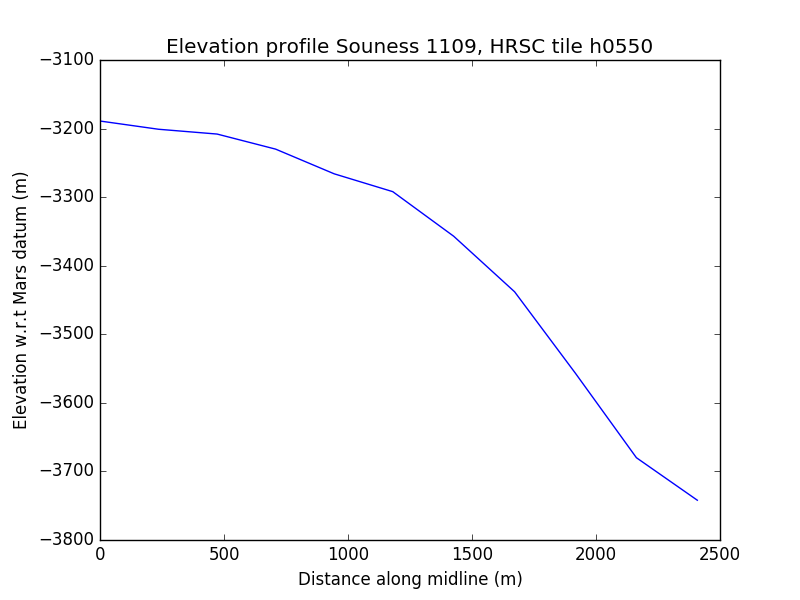 Elevation profile Souness 1109, HRSC tile h0550
−3100
−3200
−3300
−3400
−3500
−3600
−3700
−3800
Elevation w.r.t Mars datum (m)
0 500 1000 1500 2000 2500
Distance along midline (m)